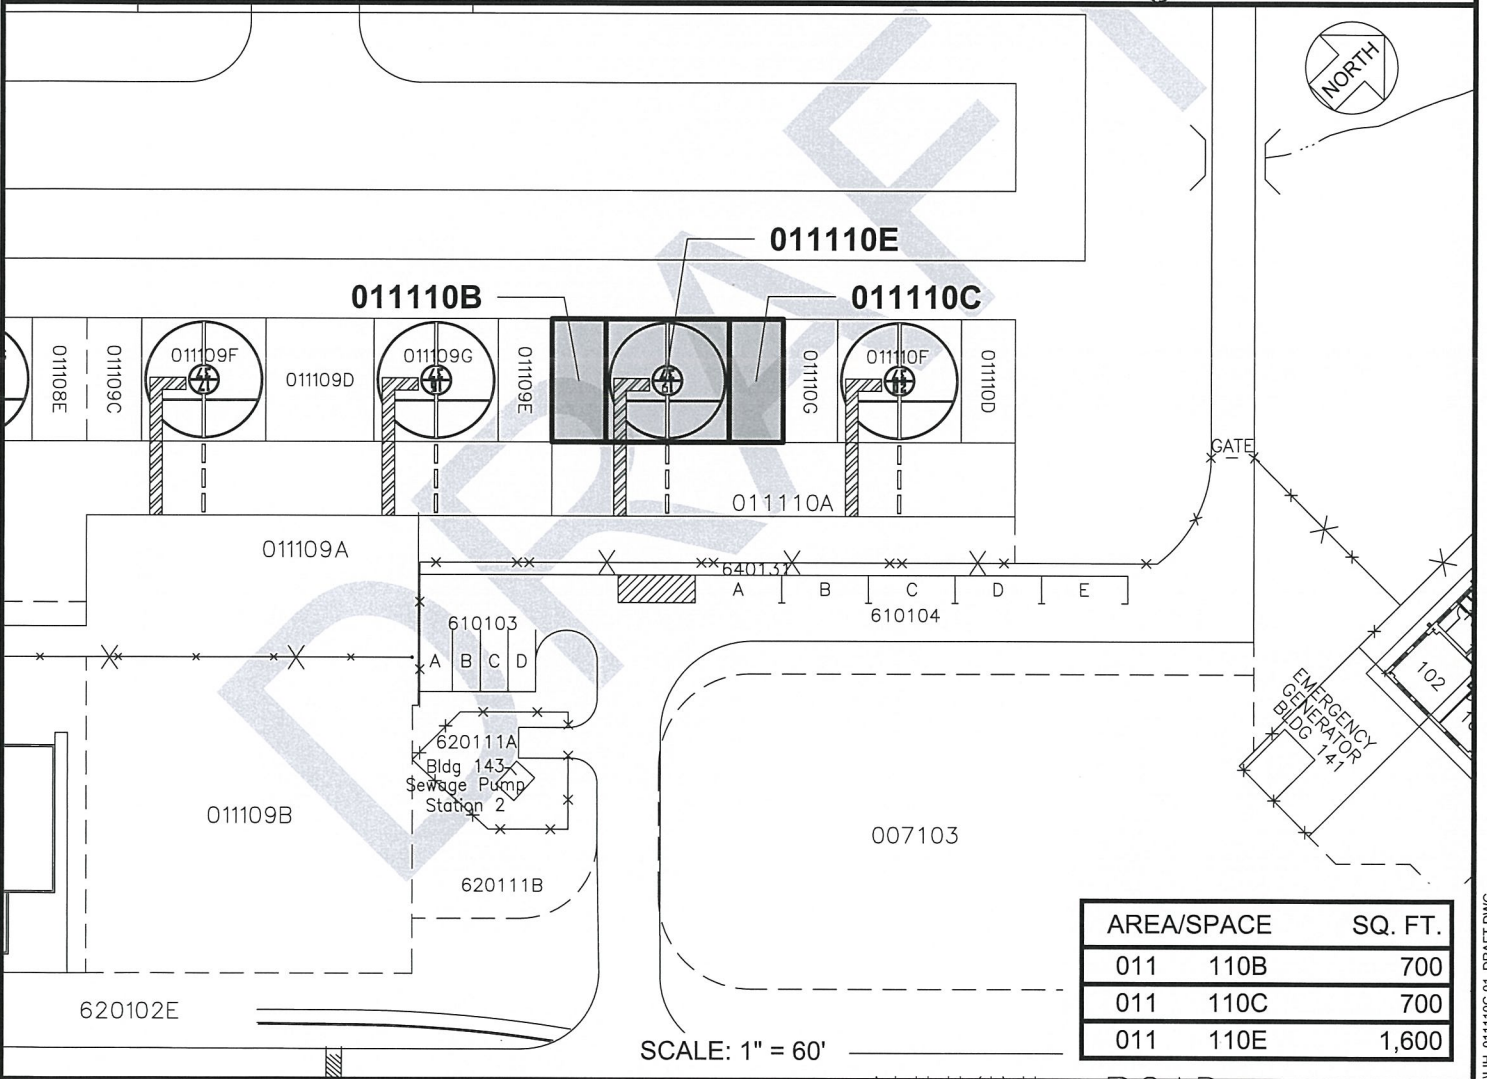 NORTH
011110E
011110B
011110C
011108E
011109C
011109F
011109D
011109G
011109E
011110G
011110F
011110D
GATE
011110A
011109A
640131
A B C D E
610104
610103
A B C D
620111A
Bldg 143
Sewage Pump
Station 2
EMERGENCY
GENERATOR
BLDG 141
102
011109B
007103
620111B
620102E
AREA/SPACE SQ. FT.
011 110B 700
011 110C 700
011 110E 1,600
SCALE: 1" = 60'
DRAFT